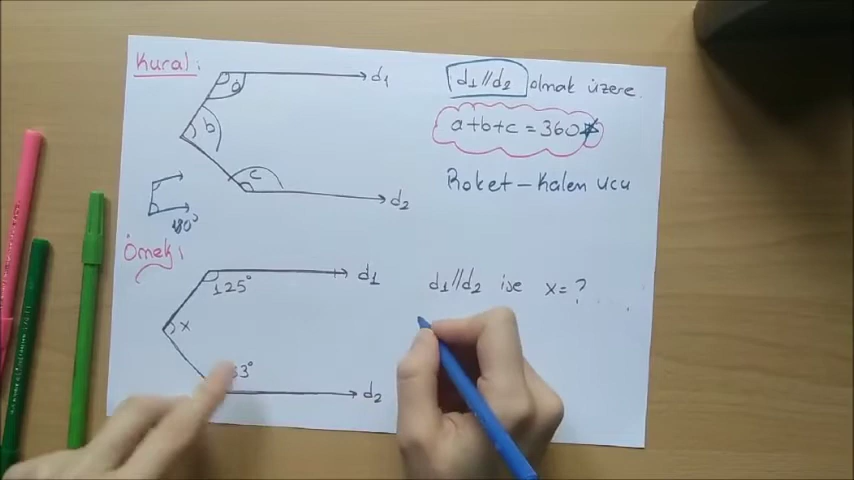 Kural:
a
d1
b
c
d2
180°
d1//d2 olmak üzere.
a+b+c=360
Roket - Kalem Ucu
Örnek:
125°
d1
x
d2
d1//d2 ise x=?